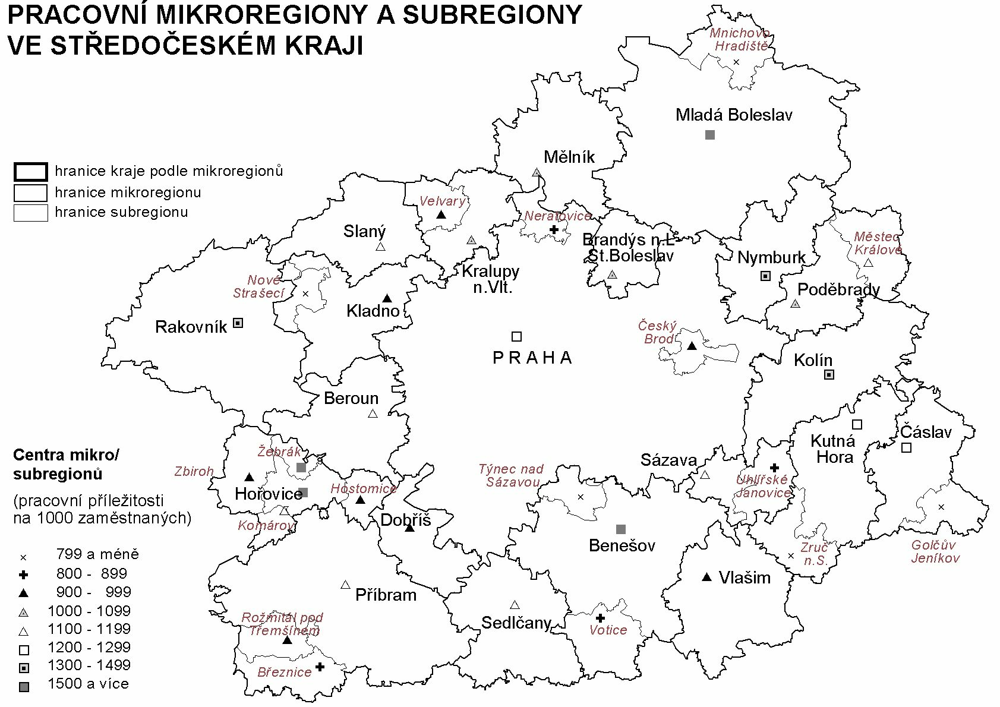 PRACOVNÍ MIKROREGIONY A SUBREGIONY
VE STŘEDOČESKÉM KRAJI
Mnichovo
Hradiště
Mladá Boleslav
Mělník
hranice kraje podle mikroregionů
hranice mikroregionu
hranice subregionu
Velvary
Neratovice
Slaný
Brandýs n.L-
St.Boleslav
Městec
Králové
Nymburk
Kralupy
n.Vlt.
Nové
Strašecí
Poděbrady
Kladno
Rakovník
Český
Brod
PRAHA
Kolín
Beroun
Čáslav
Kutná
Hora
Žebrák
Sázava
Centra mikro/
subregionů
Zbiroh
Týnec nad
Sázavou
Uhlířské
Janovice
Hořovice
Hostomice
(pracovní příležitosti
na 1000 zaměstnaných)
Dobříš
Komárov
Benešov
Zruč
n.S.
Golčův
Jeníkov
Vlašim
Příbram
Sedlčany
Rožmitál pod
Třemšínem
Votice
Březnice
799 a méně
800 - 899
900 - 999
1000 - 1099
1100 - 1199
1200 - 1299
1300 - 1499
1500 a více